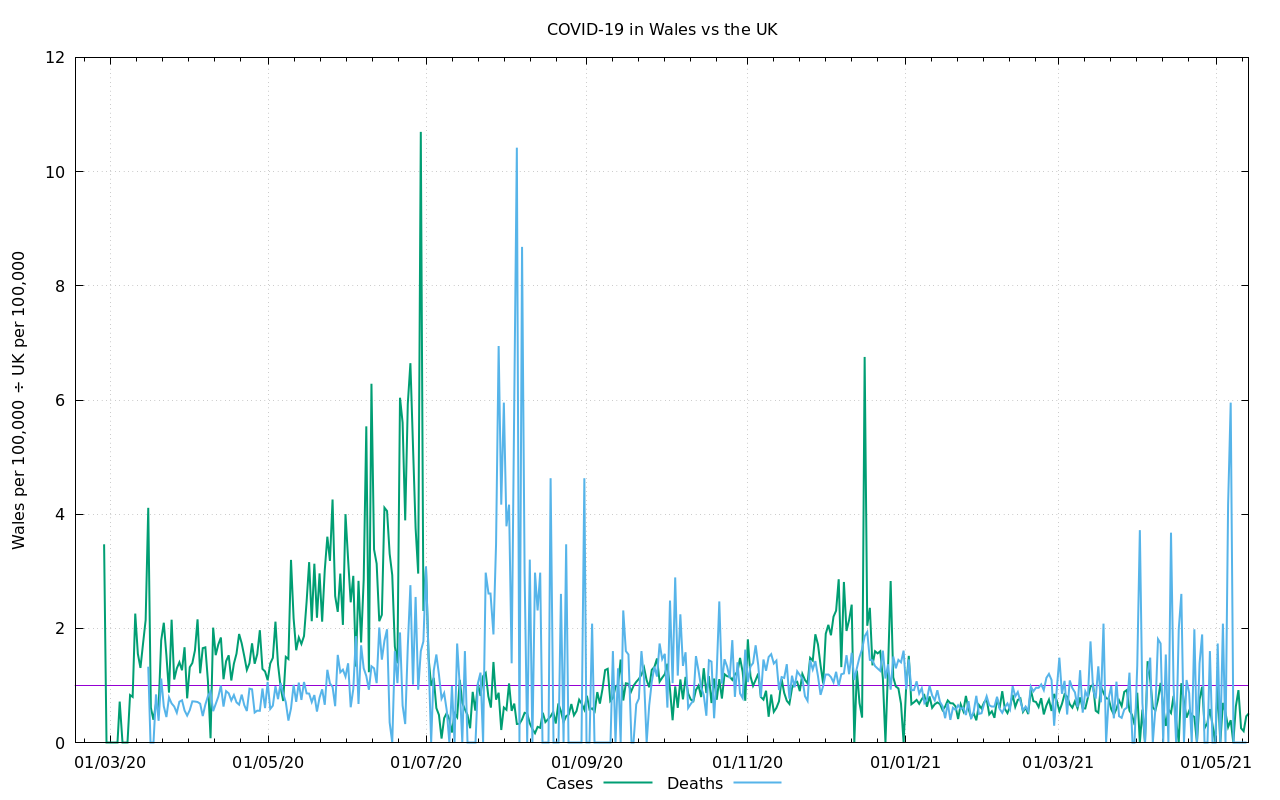 COVID-19 in Wales vs the UK
12
10
8
6
4
2
0
Wales per 100,000 ÷ UK per 100,000
01/03/20 01/05/20 01/07/20 01/09/20 01/11/20 01/01/21 01/03/21 01/05/21
Cases Deaths